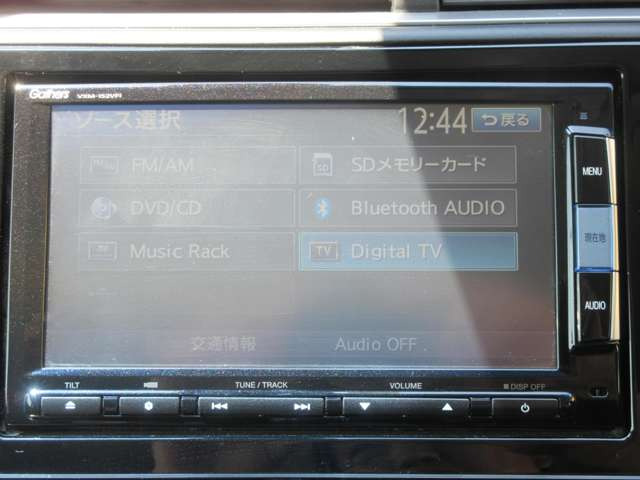 Gathers
VXM-152VFi
ソース選択 12:44 戻る
FM/AM SDメモリーカード
SD
DVD/CD Bluetooth AUDIO
Music Rack TV Digital TV
交通情報 Audio OFF
MENU
現在地
AUDIO
TILT TUNE / TRACK VOLUME DISP OFF